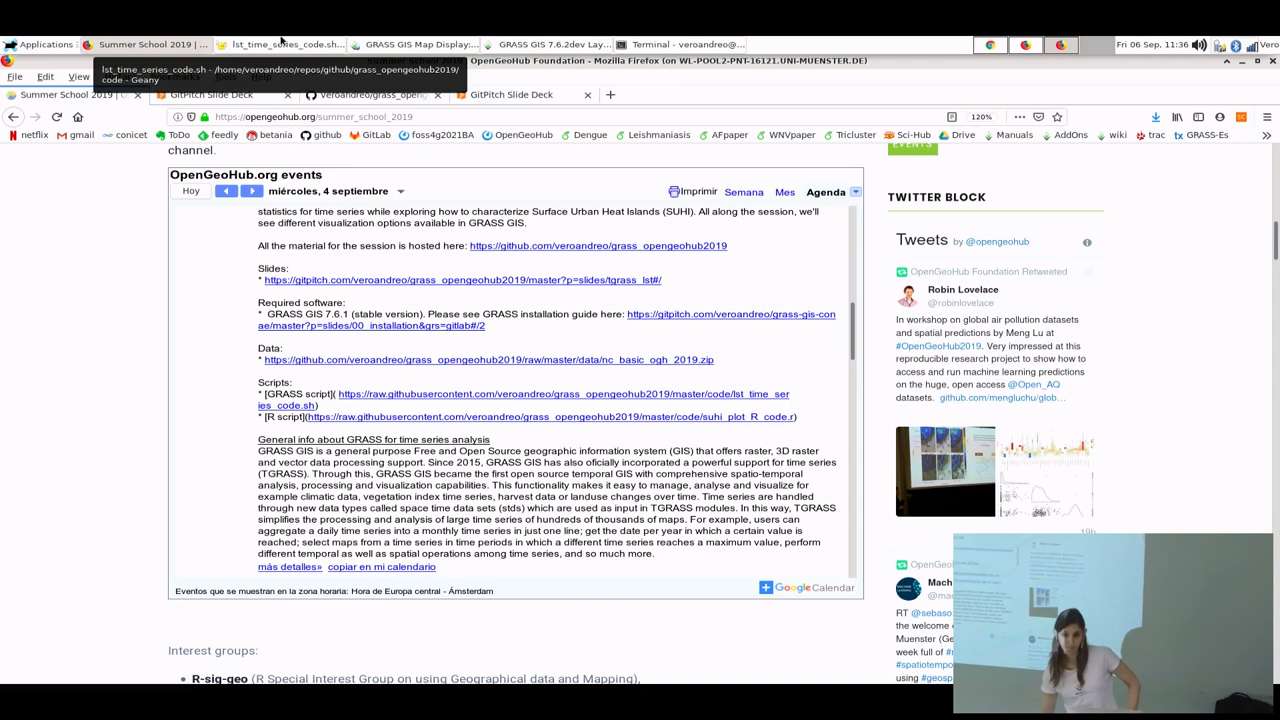 Applications
Summer School 2019 | ...
lst_time_series_code.sh...
GRASS GIS Map Display:...
GRASS GIS 7.6.2dev Lay...
Terminal - veroandreo@...
Fri 06 Sep, 11:36
Vero
OpenGeoHub Foundation - Mozilla Firefox (on WL-POOL2-PNT-16121.UNI-MUENSTER.DE)
lst_time_series_code.sh - /home/veroandreo/repos/github/grass_opengeohub2019/
code - Geany
File Edit View
Summer School 2019 |
GitPitch Slide Deck
veroandreo/grass_open
GitPitch Slide Deck
https://opengeohub.org/summer_school_2019
120%
netflix gmail conicet ToDo feedly betania github GitLab foss4g2021BA OpenGeoHub Dengue Leishmaniasis AFpaper WNVpaper Tricluster Sci-Hub Drive Manuals AddOns wiki trac GRASS-Es
channel.
EVENTS
OpenGeoHub.org events
Hoy
miércoles, 4 septiembre
Imprimir Semana Mes Agenda
statistics for time series while exploring how to characterize Surface Urban Heat Islands (SUHI). All along the session, we'll
see different visualization options available in GRASS GIS.
All the material for the session is hosted here: https://github.com/veroandreo/grass_opengeohub2019
Slides:
* https://gitpitch.com/veroandreo/grass_opengeohub2019/master?p=slides/tgrass_lst#/
Required software:
* GRASS GIS 7.6.1 (stable version). Please see GRASS installation guide here: https://gitpitch.com/veroandreo/grass-gis-con
ae/master?p=slides/00_installation&grs=gitlab#/2
Data:
* https://github.com/veroandreo/grass_opengeohub2019/raw/master/data/nc_basic_ogh_2019.zip
Scripts:
* [GRASS script]( https://raw.githubusercontent.com/veroandreo/grass_opengeohub2019/master/code/lst_time_ser
ies_code.sh)
* [R script](https://raw.githubusercontent.com/veroandreo/grass_opengeohub2019/master/code/suhi_plot_R_code.r)
General info about GRASS for time series analysis
GRASS GIS is a general purpose Free and Open Source geographic information system (GIS) that offers raster, 3D raster
and vector data processing support. Since 2015, GRASS GIS has also oficially incorporated a powerful support for time series
(TGRASS). Through this, GRASS GIS became the first open source temporal GIS with comprehensive spatio-temporal
analysis, processing and visualization capabilities. This functionality makes it easy to manage, analyse and visualize for
example climatic data, vegetation index time series, harvest data or landuse changes over time. Time series are handled
through new data types called space time data sets (stds) which are used as input in TGRASS modules. In this way, TGRASS
simplifies the processing and analysis of large time series of hundreds of thousands of maps. For example, users can
aggregate a daily time series into a monthly time series in just one line; get the date per year in which a certain value is
reached; select maps from a time series in time periods in which a different time series reaches a maximum value, perform
different temporal as well as spatial operations among time series, and so much more.
más detalles» copiar en mi calendario
Eventos que se muestran en la zona horaria: Hora de Europa central - Ámsterdam
Google Calendar
Interest groups:
R-sig-geo (R Special Interest Group on using Geographical data and Mapping),
TWITTER BLOCK
Tweets by @opengeohub
OpenGeoHub Foundation Retweeted
Robin Lovelace
@robinlovelace
In workshop on global air pollution
datasets
and spatial predictions by Meng Lu at
#OpenGeoHub2019. Very impressed at this
reproducible research project to show how to
access and run machine learning predictions
on the huge, open access @Open_AQ
datasets. github.com/mengluchu/glob...
19h
OpenGeo
Mach
@ma
RT @sebaso
the welcome
Muenster (Ge
week full of #
#spatiotempo
using #geosp